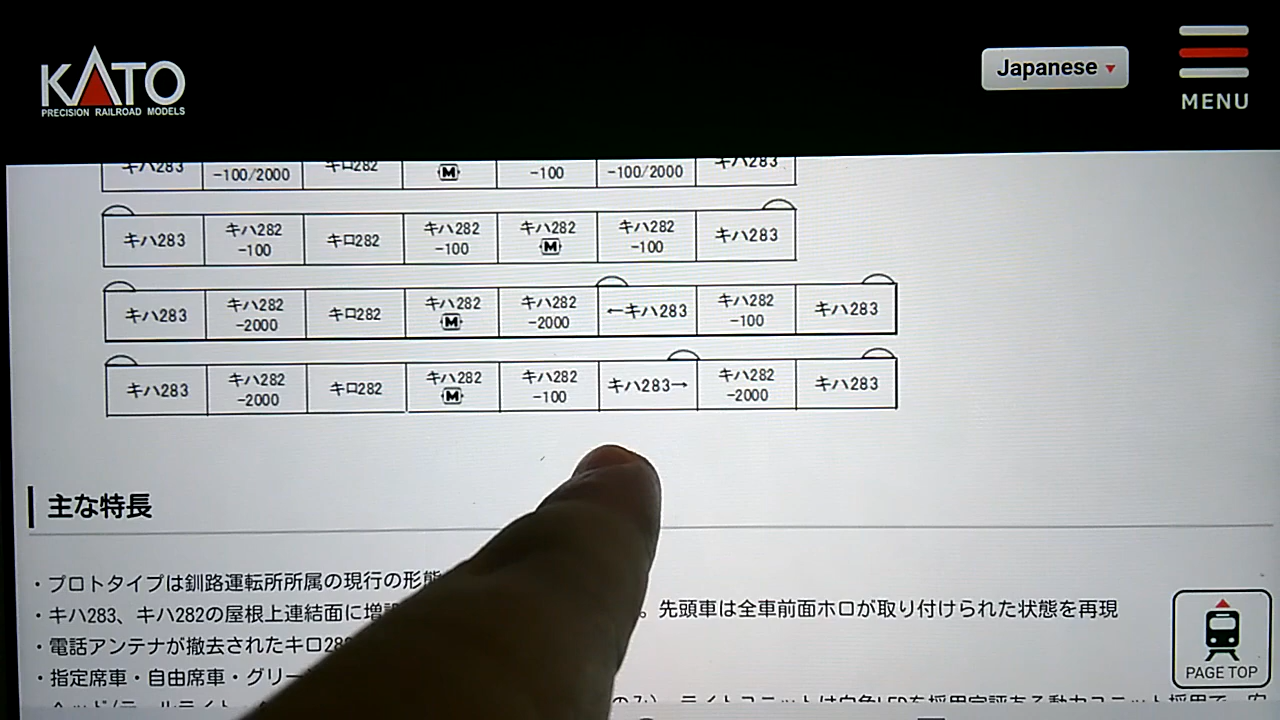 KATO
PRECISION RAILROAD MODELS
Japanese
MENU
キハ283 -100/2000 キロ282 M -100 -100/2000 キハ283
キハ283 キハ282 -100 キロ282 キハ282 -100 キハ282 M キハ282 -100 キハ283
キハ283 キハ282 -2000 キロ282 キハ282 M キハ282 -2000 ←キハ283 キハ282 -100 キハ283
キハ283 キハ282 -2000 キロ282 キハ282 M キハ282 -100 キハ283→ キハ282 -2000 キハ283
主な特長
・プロトタイプは釧路運転所所属の現行の形態
・キハ283、キハ282の屋根上連結面に増設 。先頭車は全車前面ホロが取り付けられた状態を再現
・電話アンテナが撤去されたキロ28
・指定席車・自由席車・グリー
PAGE TOP